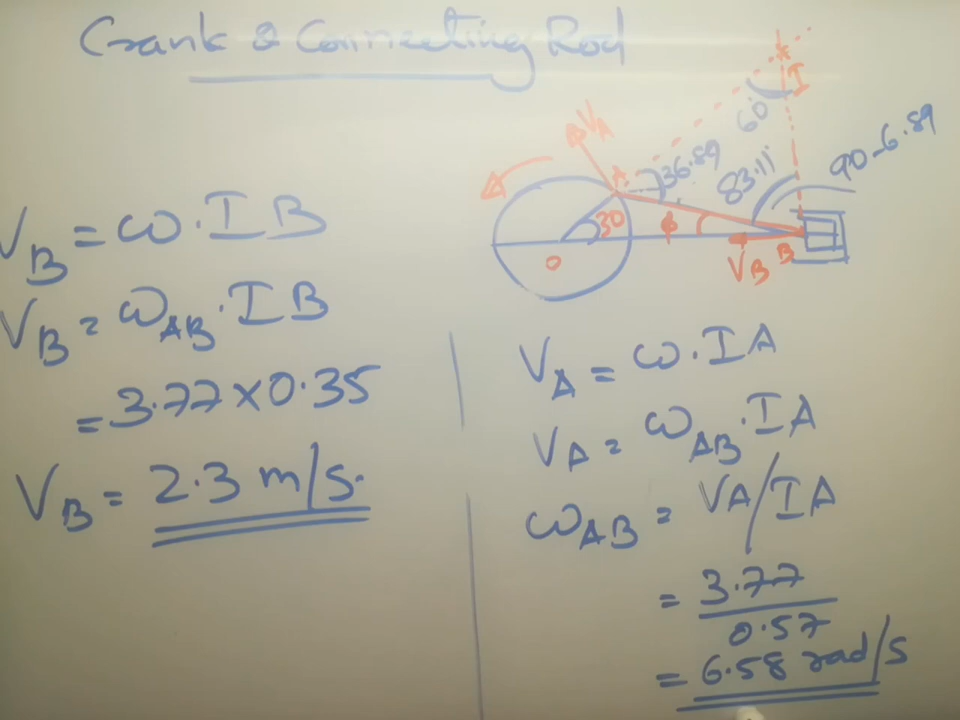 Crank & Connecting Rod
I
60
VA
A
36.89
83.11
90-6.89
30
ϕ
O
VB
B
VB = ω.IB
VB = ωAB.IB
= 3.77 x 0.35
VB = 2.3 m/s.
VA = ω.IA
VA = ωAB.IA
ωAB = VA/IA
= 3.77
0.57
= 6.58 rad/s